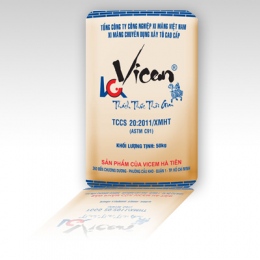 TỔNG CÔNG TY CÔNG NGHIỆP XI MĂNG VIỆT NAM
XI MĂNG CHUYÊN DỤNG XÂY TÔ CAO CẤP
Vicem
Thách Thức Thời Gian
TCCS 20:2011/XMHT
(ASTM C91)
KHỐI LƯỢNG TỊNH: 50kg
SẢN PHẨM CỦA VICEM HÀ TIÊN